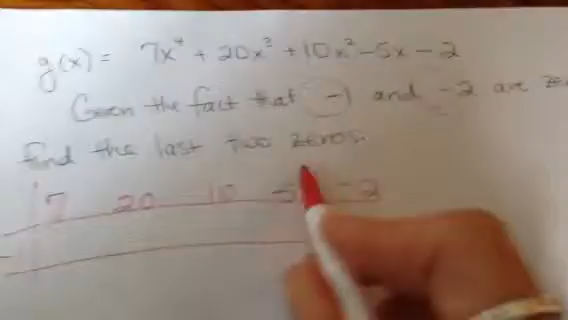 g(x) = 7x⁴ + 20x³ + 10x² - 5x - 2
Given the fact that -1 and -2 are
find the last two zeros.
7 20 10 -5 -2